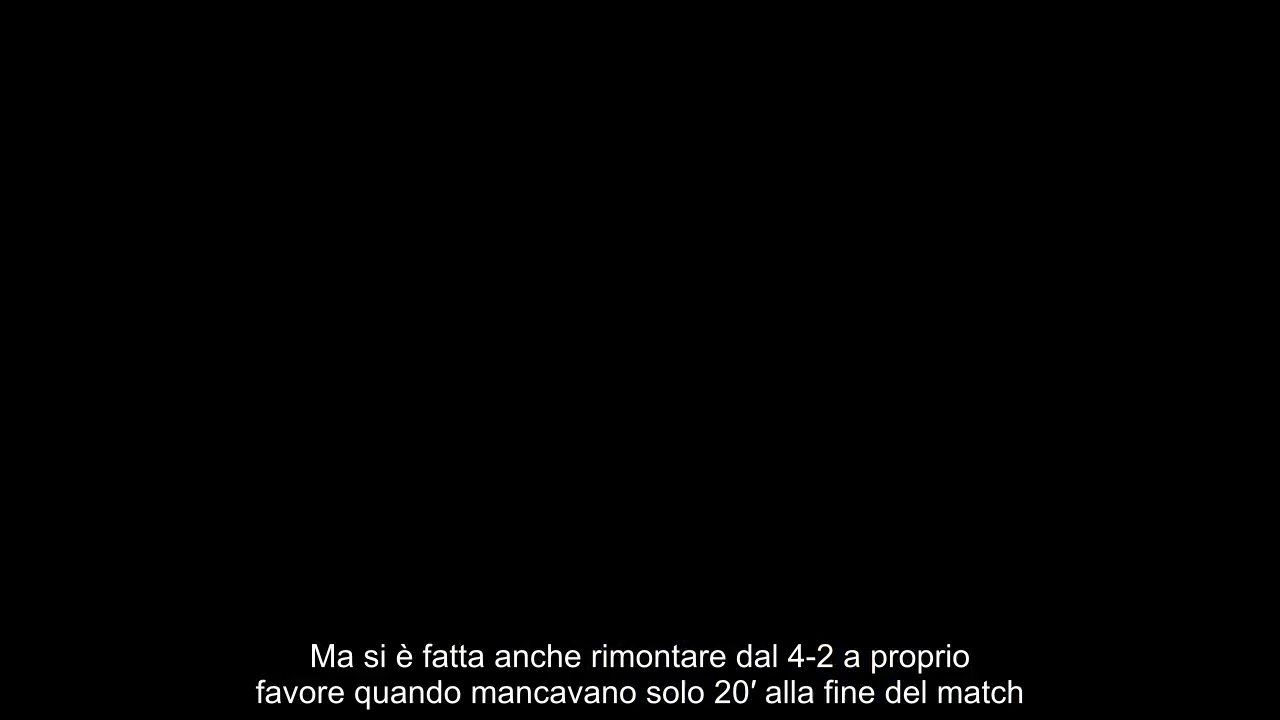 Ma si è fatta anche rimontare dal 4-2 a proprio
favore quando mancavano solo 20′ alla fine del match